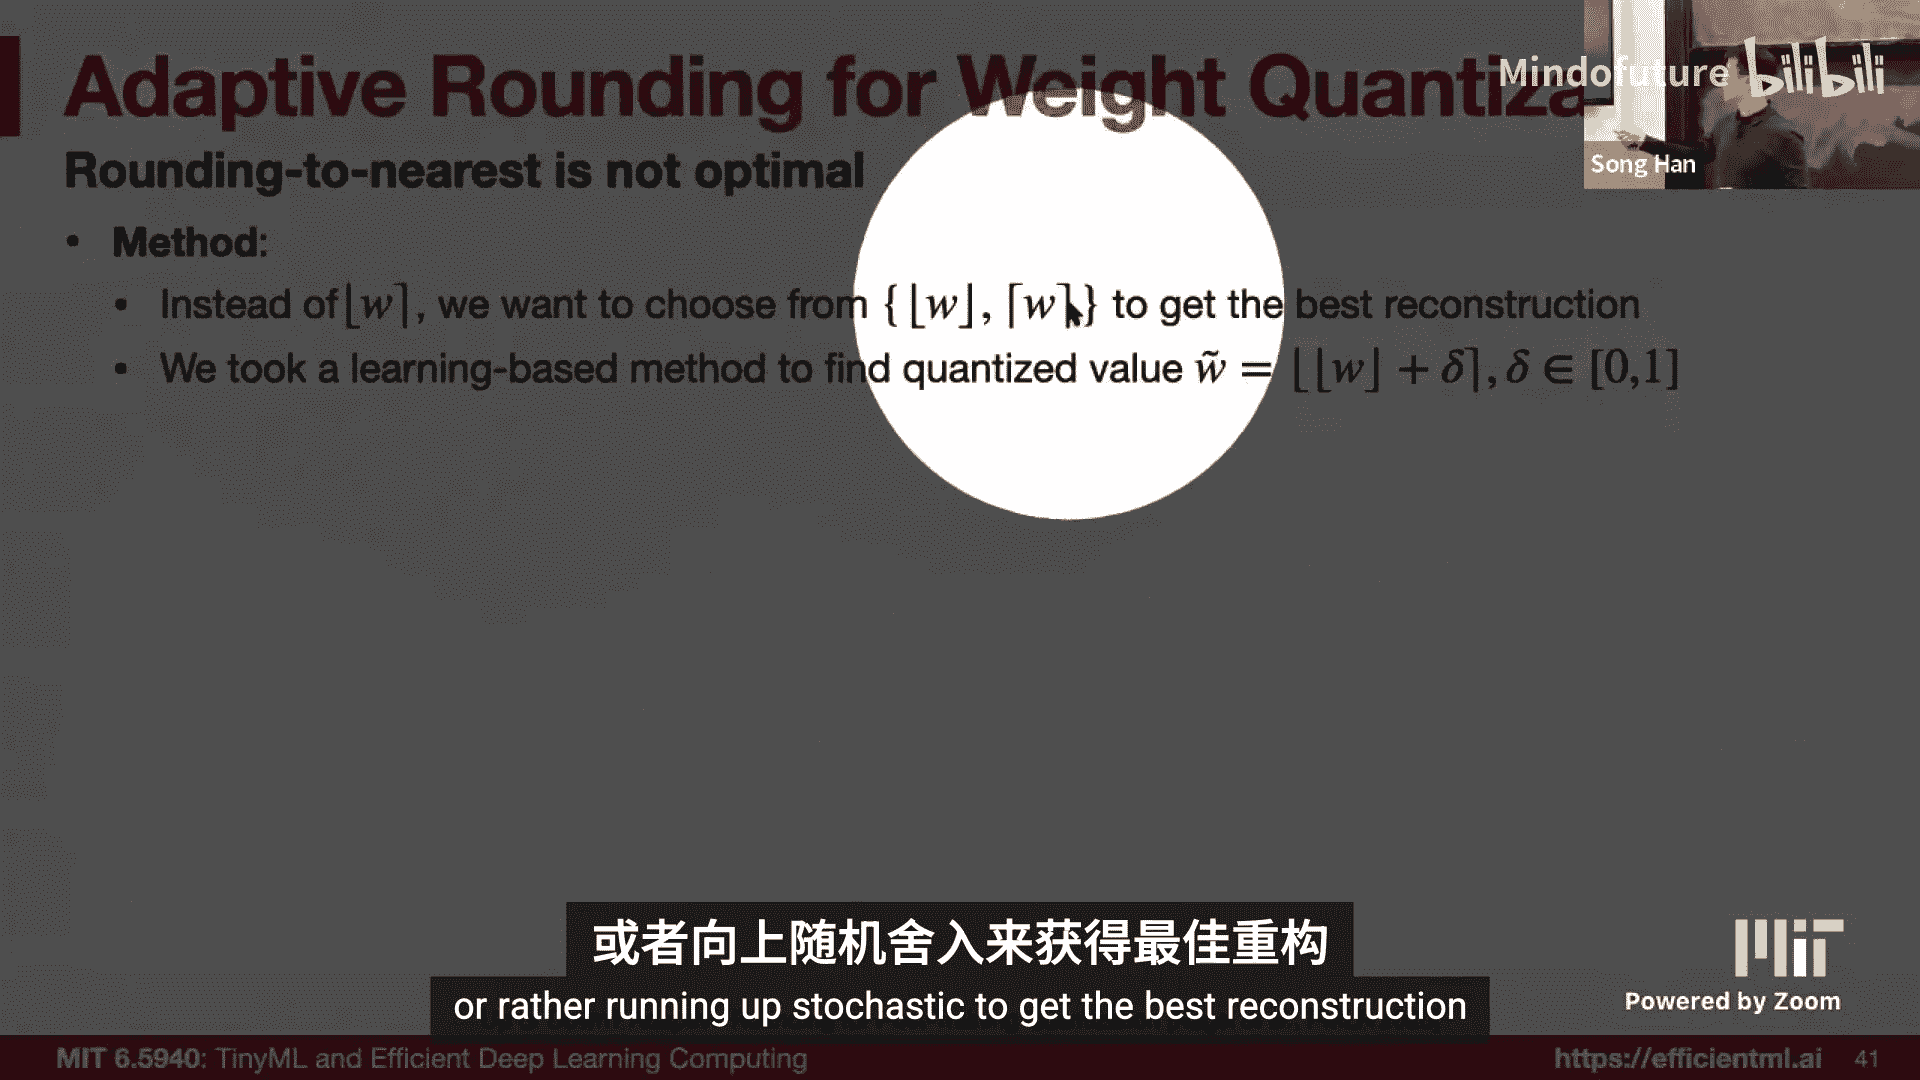 Adaptive Rounding for Weight Quantiza
Mindofuture bilibili
Song Han
Rounding-to-nearest is not optimal
• Method:
• Instead of ⌊w⌉, we want to choose from {⌊w⌋, ⌈w⌉} to get the best reconstruction
• We took a learning-based method to find quantized value w̃ = ⌊⌊w⌋ + δ⌉, δ ∈ [0,1]
或者向上随机舍入来获得最佳重构
or rather running up stochastic to get the best reconstruction
MIT
Powered by Zoom
MIT 6.5940: TinyML and Efficient Deep Learning Computing
https://efficientml.ai 41